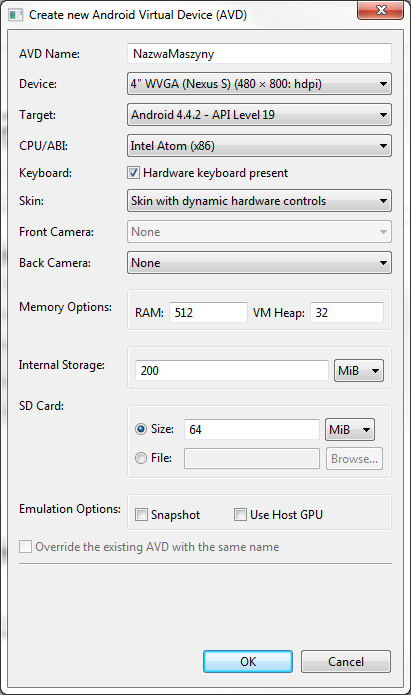 Create new Android Virtual Device (AVD)
AVD Name: NazwaMaszyny
Device: 4" WVGA (Nexus S) (480 × 800: hdpi)
Target: Android 4.4.2 - API Level 19
CPU/ABI: Intel Atom (x86)
Keyboard: Hardware keyboard present
Skin: Skin with dynamic hardware controls
Front Camera: None
Back Camera: None
Memory Options: RAM: 512 VM Heap: 32
Internal Storage: 200 MiB
SD Card:
Size: 64 MiB
File: Browse...
Emulation Options: Snapshot Use Host GPU
Override the existing AVD with the same name
OK Cancel